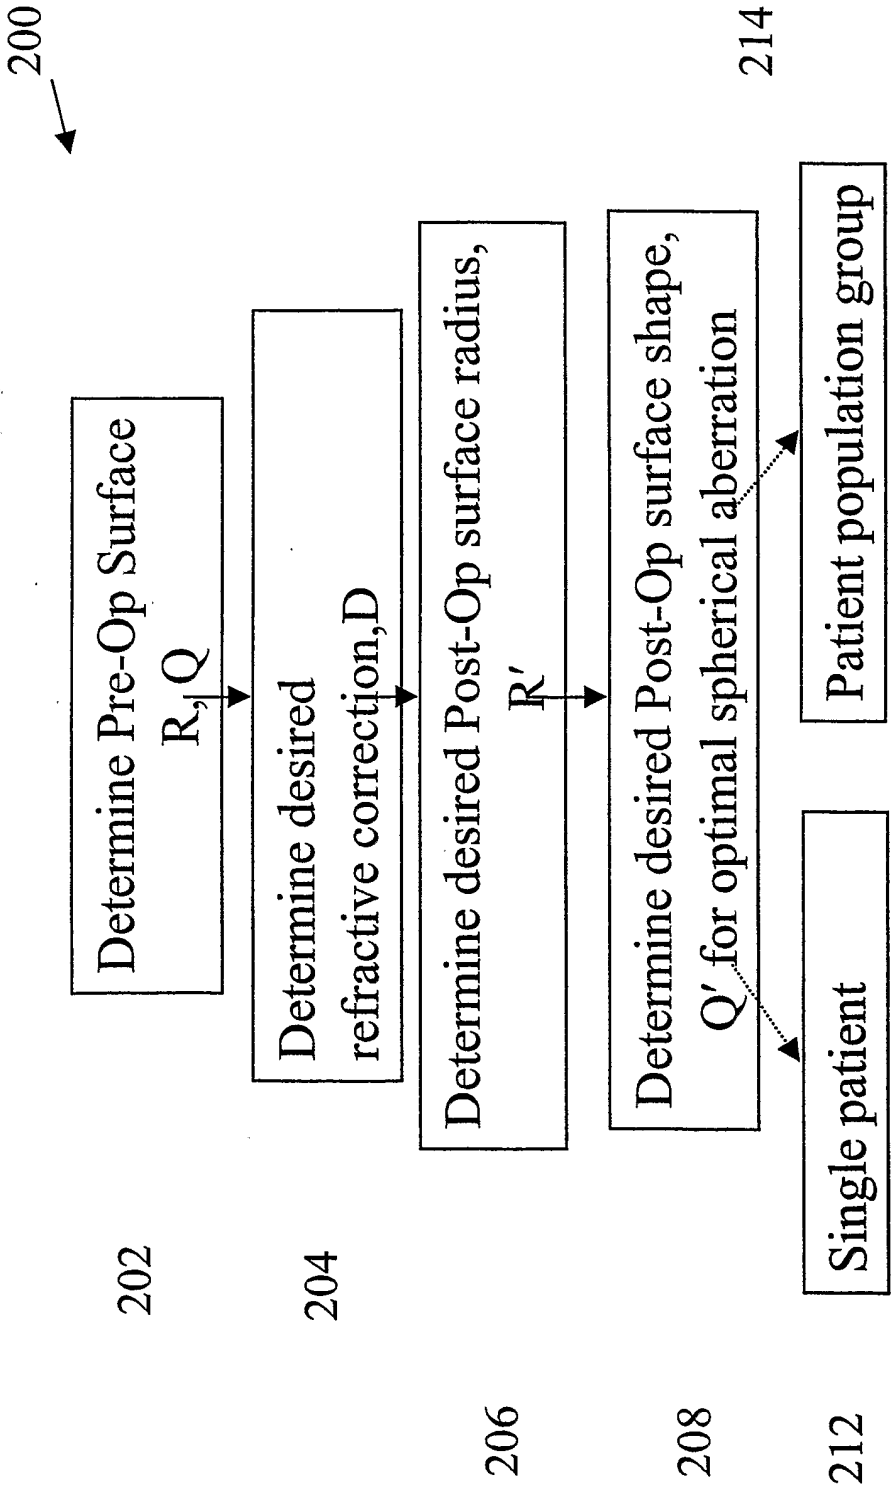 200
202
Determine Pre-Op Surface
R, Q
204
Determine desired
refractive correction,D
206
Determine desired Post-Op surface radius,
R′
208
Determine desired Post-Op surface shape,
Q′ for optimal spherical aberration
212
Single patient
Patient population group
214